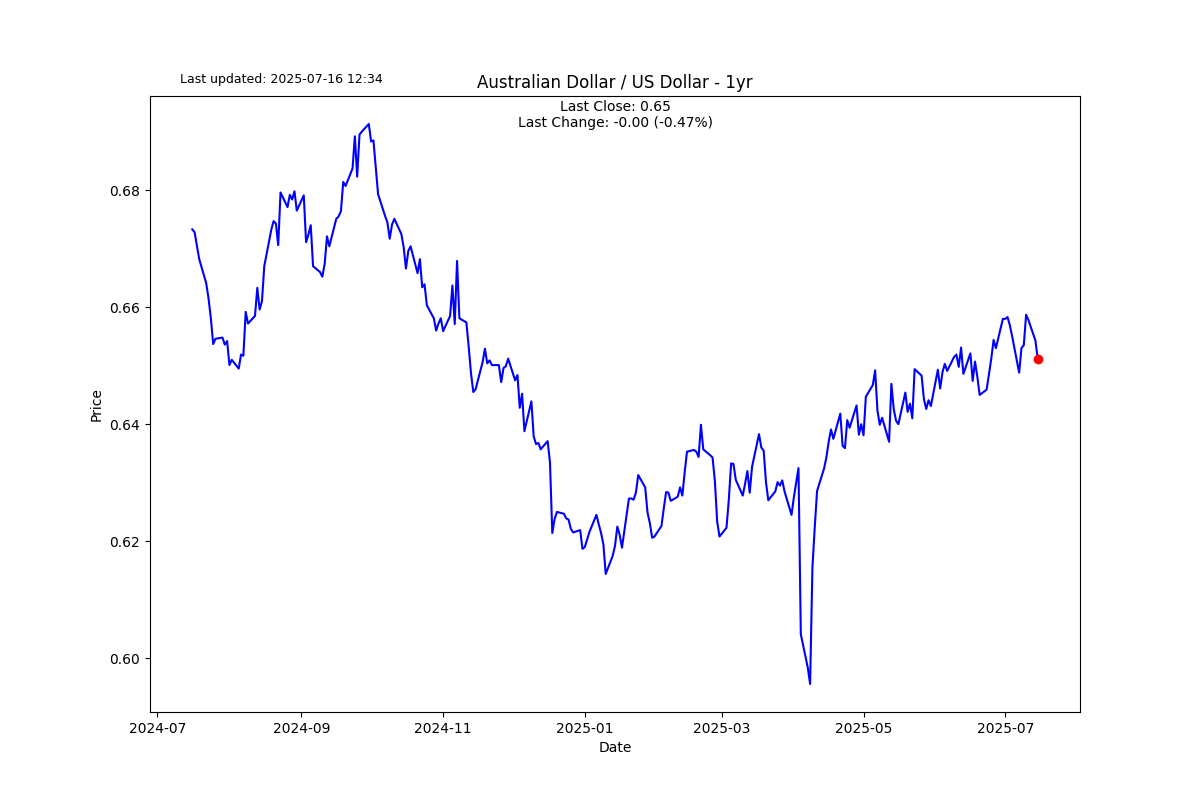 Last updated: 2025-07-16 12:34
Australian Dollar / US Dollar - 1yr
Last Close: 0.65
Last Change: -0.00 (-0.47%)
0.68
0.66
0.64
0.62
0.60
Price
2024-07
2024-09
2024-11
2025-01
2025-03
2025-05
2025-07
Date